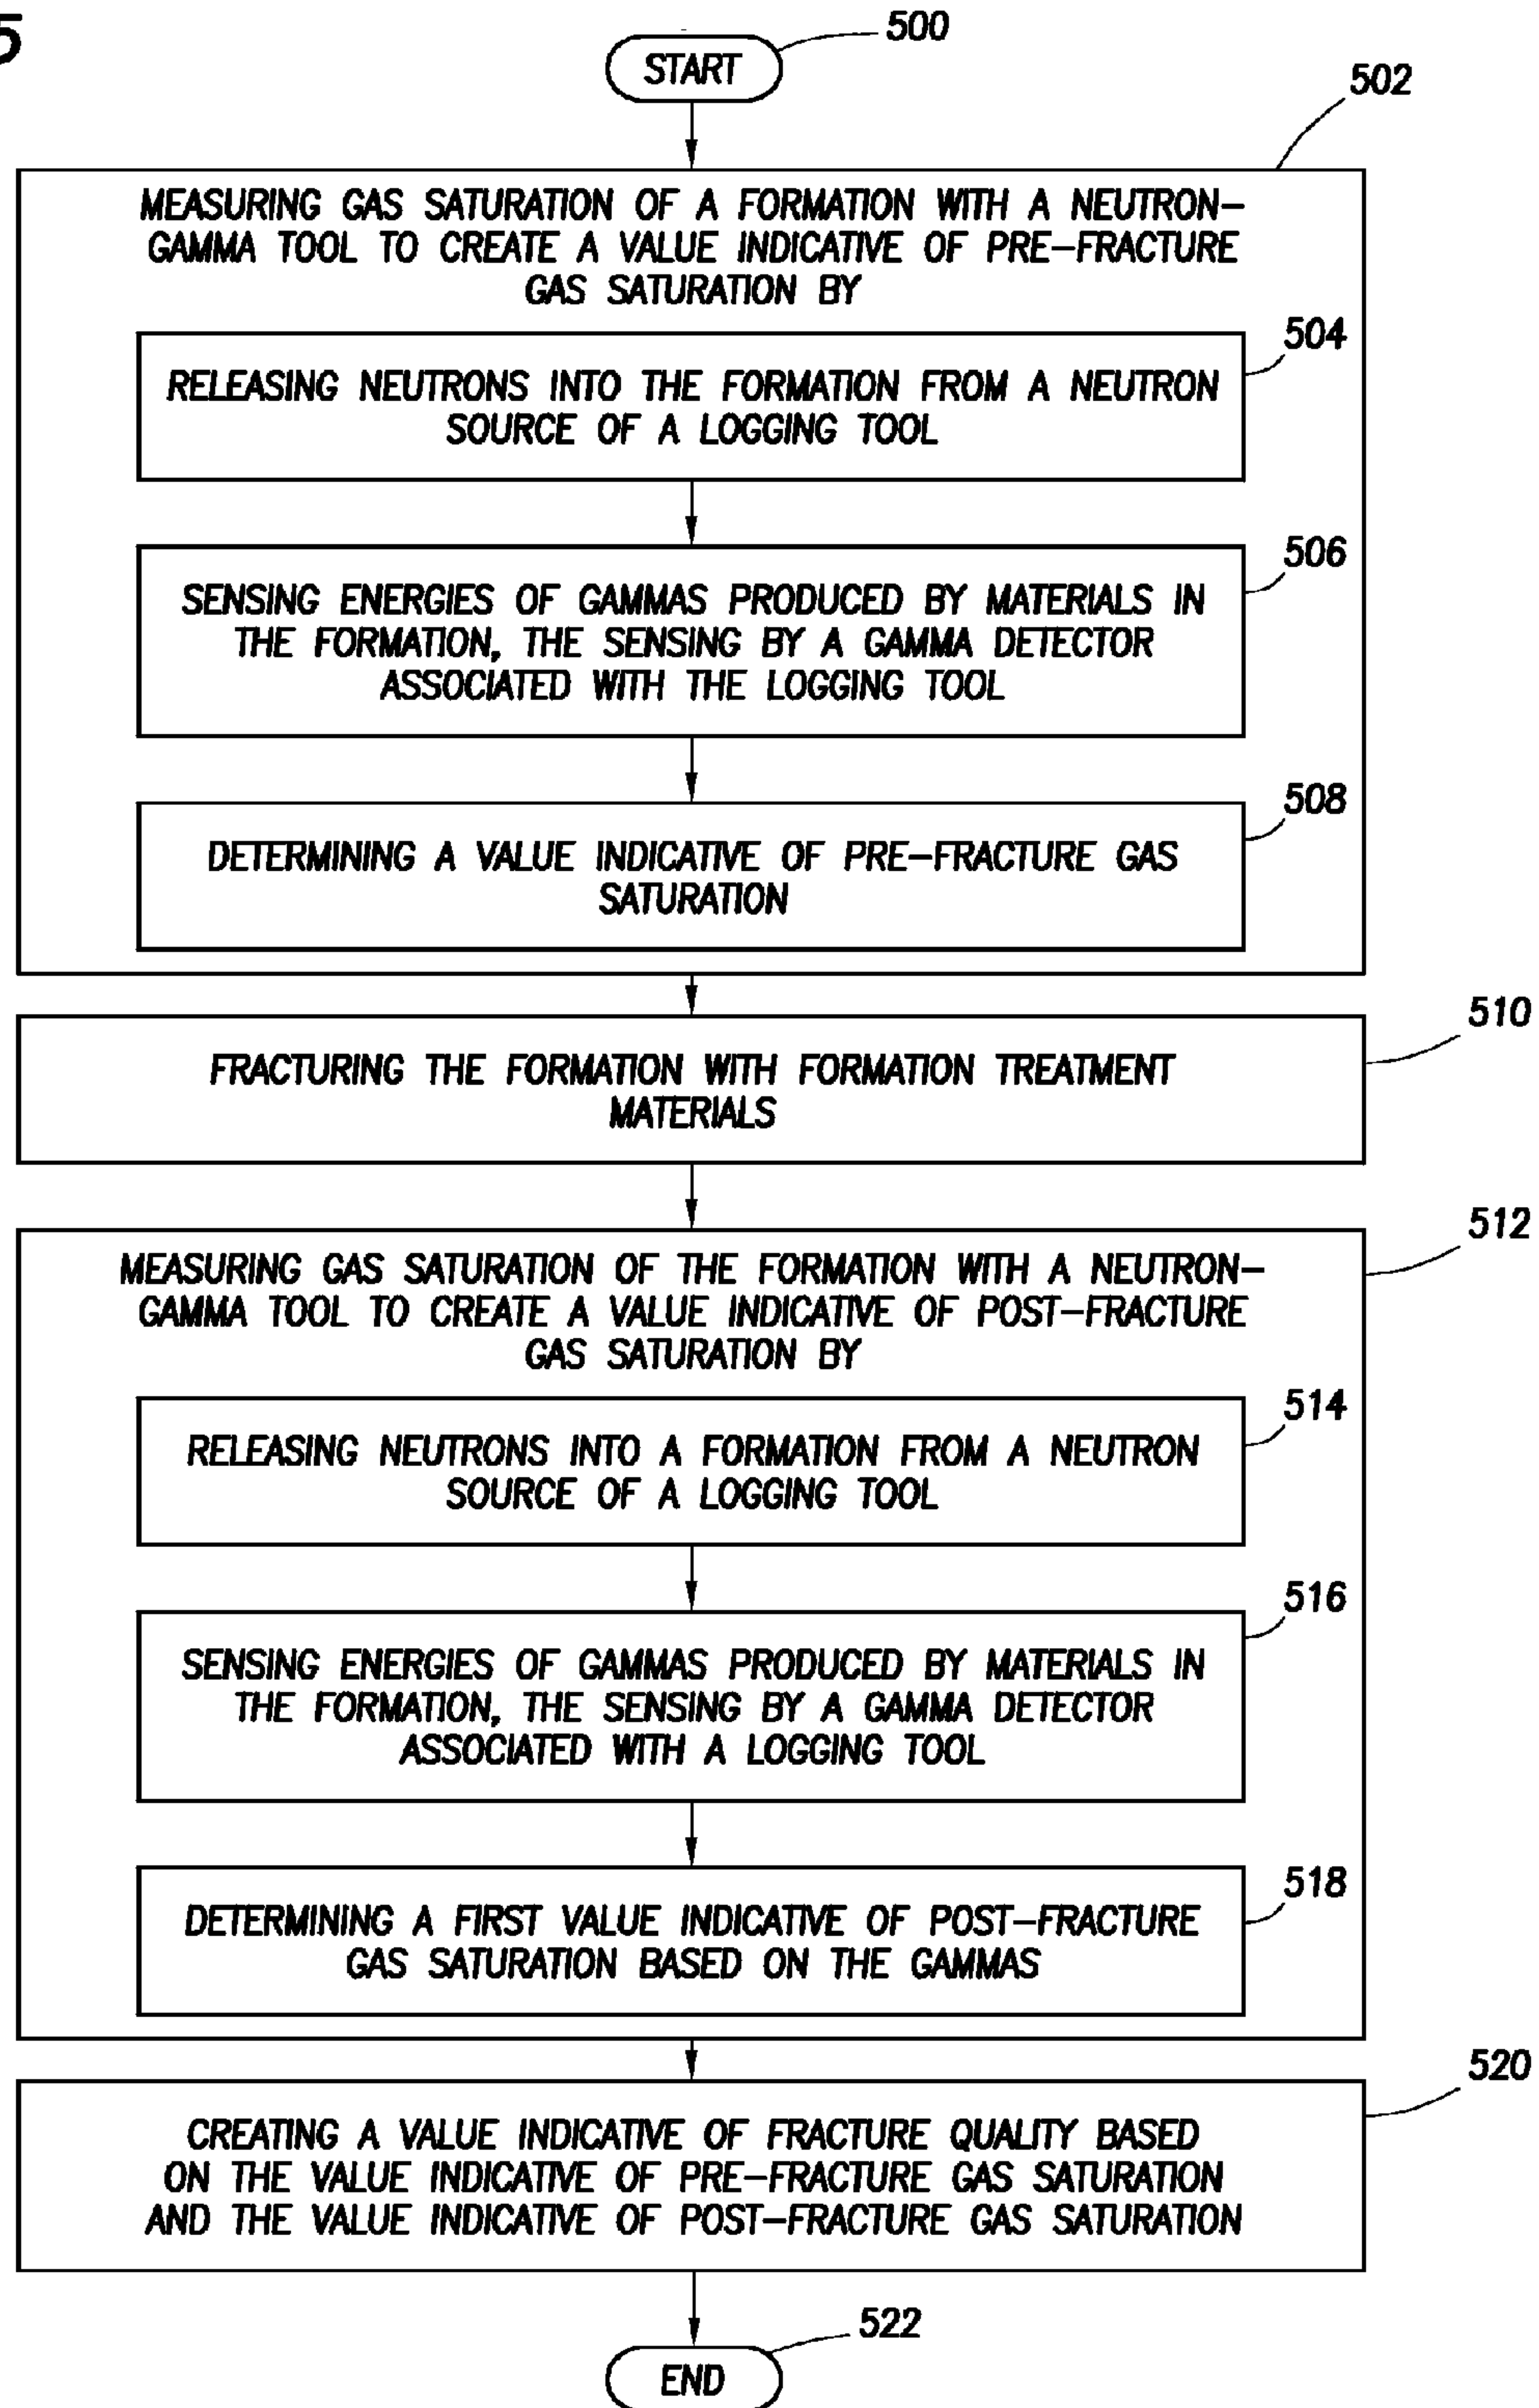 5
START
500
502
MEASURING GAS SATURATION OF A FORMATION WITH A NEUTRON-
GAMMA TOOL TO CREATE A VALUE INDICATIVE OF PRE-FRACTURE
GAS SATURATION BY
504
RELEASING NEUTRONS INTO THE FORMATION FROM A NEUTRON
SOURCE OF A LOGGING TOOL
506
SENSING ENERGIES OF GAMMAS PRODUCED BY MATERIALS IN
THE FORMATION, THE SENSING BY A GAMMA DETECTOR
ASSOCIATED WITH THE LOGGING TOOL
508
DETERMINING A VALUE INDICATIVE OF PRE-FRACTURE GAS
SATURATION
510
FRACTURING THE FORMATION WITH FORMATION TREATMENT
MATERIALS
512
MEASURING GAS SATURATION OF THE FORMATION WITH A NEUTRON-
GAMMA TOOL TO CREATE A VALUE INDICATIVE OF POST-FRACTURE
GAS SATURATION BY
514
RELEASING NEUTRONS INTO A FORMATION FROM A NEUTRON
SOURCE OF A LOGGING TOOL
516
SENSING ENERGIES OF GAMMAS PRODUCED BY MATERIALS IN
THE FORMATION, THE SENSING BY A GAMMA DETECTOR
ASSOCIATED WITH A LOGGING TOOL
518
DETERMINING A FIRST VALUE INDICATIVE OF POST-FRACTURE
GAS SATURATION BASED ON THE GAMMAS
520
CREATING A VALUE INDICATIVE OF FRACTURE QUALITY BASED
ON THE VALUE INDICATIVE OF PRE-FRACTURE GAS SATURATION
AND THE VALUE INDICATIVE OF POST-FRACTURE GAS SATURATION
522
END